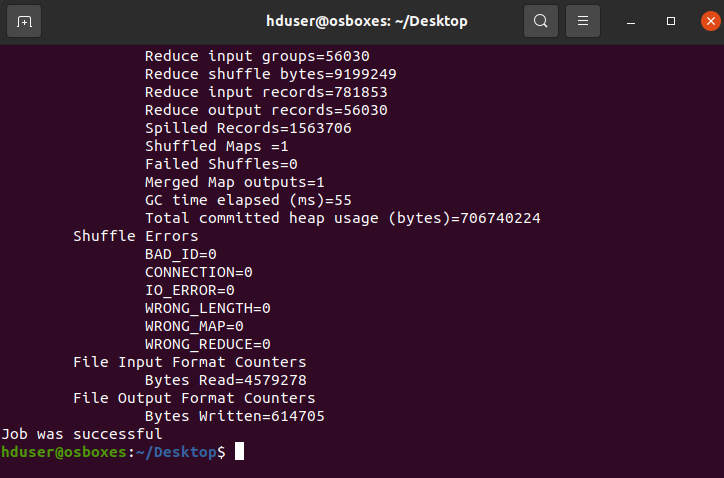 hduser@osboxes: ~/Desktop
Reduce input groups=56030
Reduce shuffle bytes=9199249
Reduce input records=781853
Reduce output records=56030
Spilled Records=1563706
Shuffled Maps =1
Failed Shuffles=0
Merged Map outputs=1
GC time elapsed (ms)=55
Total committed heap usage (bytes)=706740224
Shuffle Errors
BAD_ID=0
CONNECTION=0
IO_ERROR=0
WRONG_LENGTH=0
WRONG_MAP=0
WRONG_REDUCE=0
File Input Format Counters
Bytes Read=4579278
File Output Format Counters
Bytes Written=614705
Job was successful
hduser@osboxes:~/Desktop$